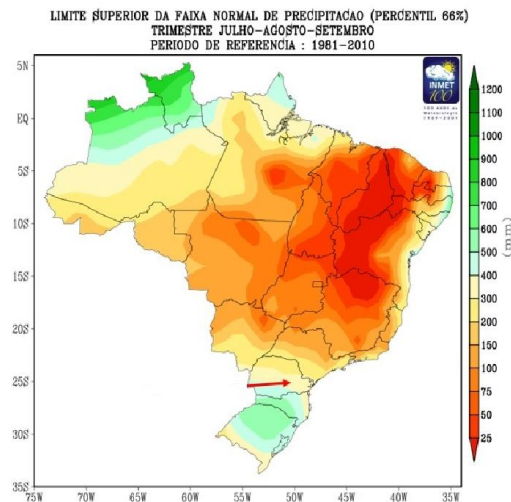 LIMITE SUPERIOR DA FAIXA NORMAL DE PRECIPITACAO (PERCENTIL 66%)
TRIMESTRE JULHO-AGOSTO-SETEMBRO
PERIODO DE REFERENCIA : 1981-2010
INMET
100
5N
EQ
5S
10S
15S
20S
25S
30S
35S
75W
70W
65W
60W
55W
50W
45W
40W
35W
1200
1100
1000
900
800
700
600
500
400
300
200
150
100
75
50
25
(mm)